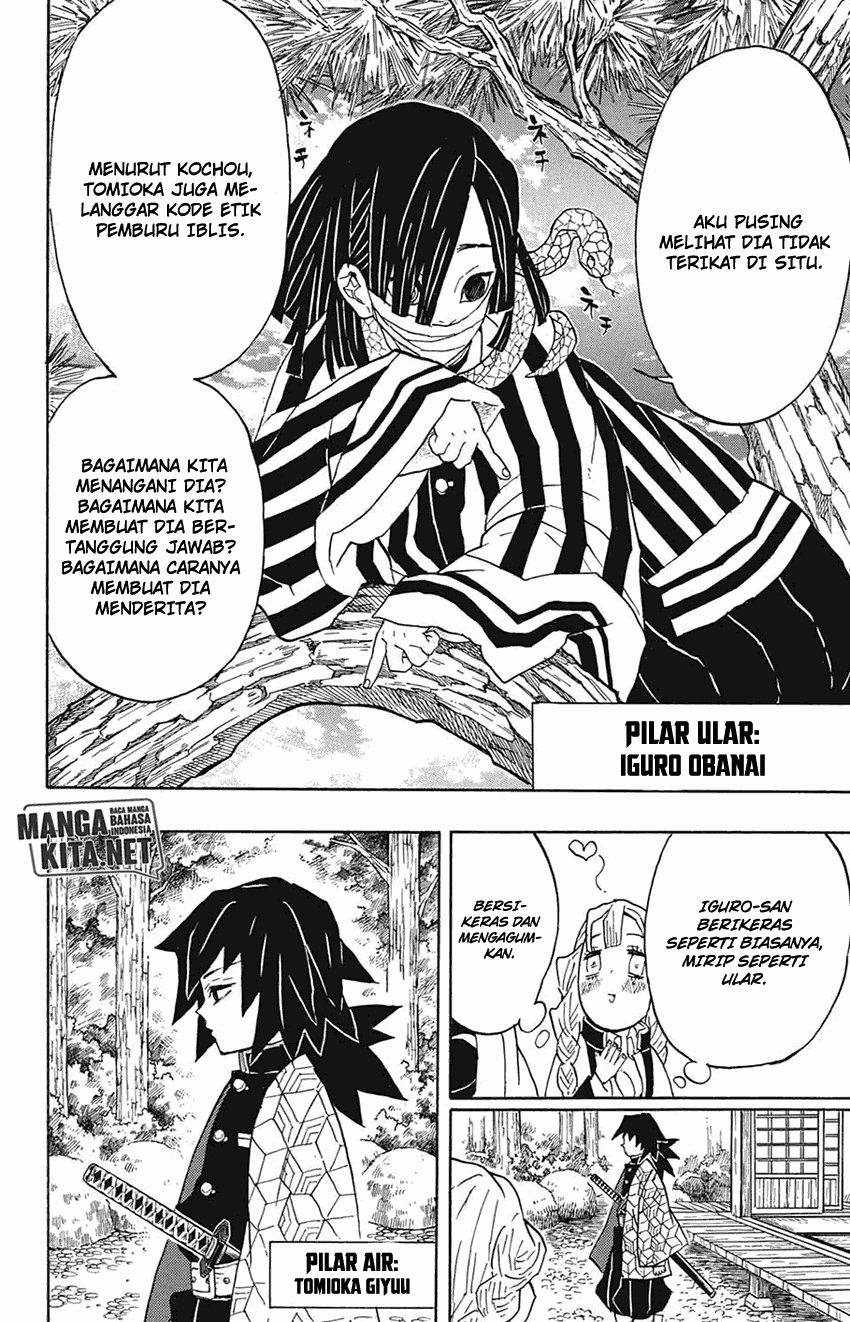 AKU PUSING
MELIHAT DIA TIDAK
TERIKAT DI SITU.
ネチ
ネチ
ネチ
MENURUT KOCHOU,
TOMIOKA JUGA ME-
LANGGAR KODE ETIK
PEMBURU IBLIS.
BAGAIMANA KITA
MENANGANI DIA?
BAGAIMANA KITA
MEMBUAT DIA BER-
TANGGUNG JAWAB?
BAGAIMANA CARANYA
MEMBUAT DIA
MENDERITA?
PILAR ULAR:
IGURO OBANAI
MANGA
KITA.NET
BACA MANGA
BAHASA
INDONESIA
IGURO-SAN
BERIKERAS
SEPERTI BIASANYA,
MIRIP SEPERTI
ULAR.
BERSI-
KERAS DAN
MENGAGUM-
KAN.
PILAR AIR:
TOMIOKA GIYUU